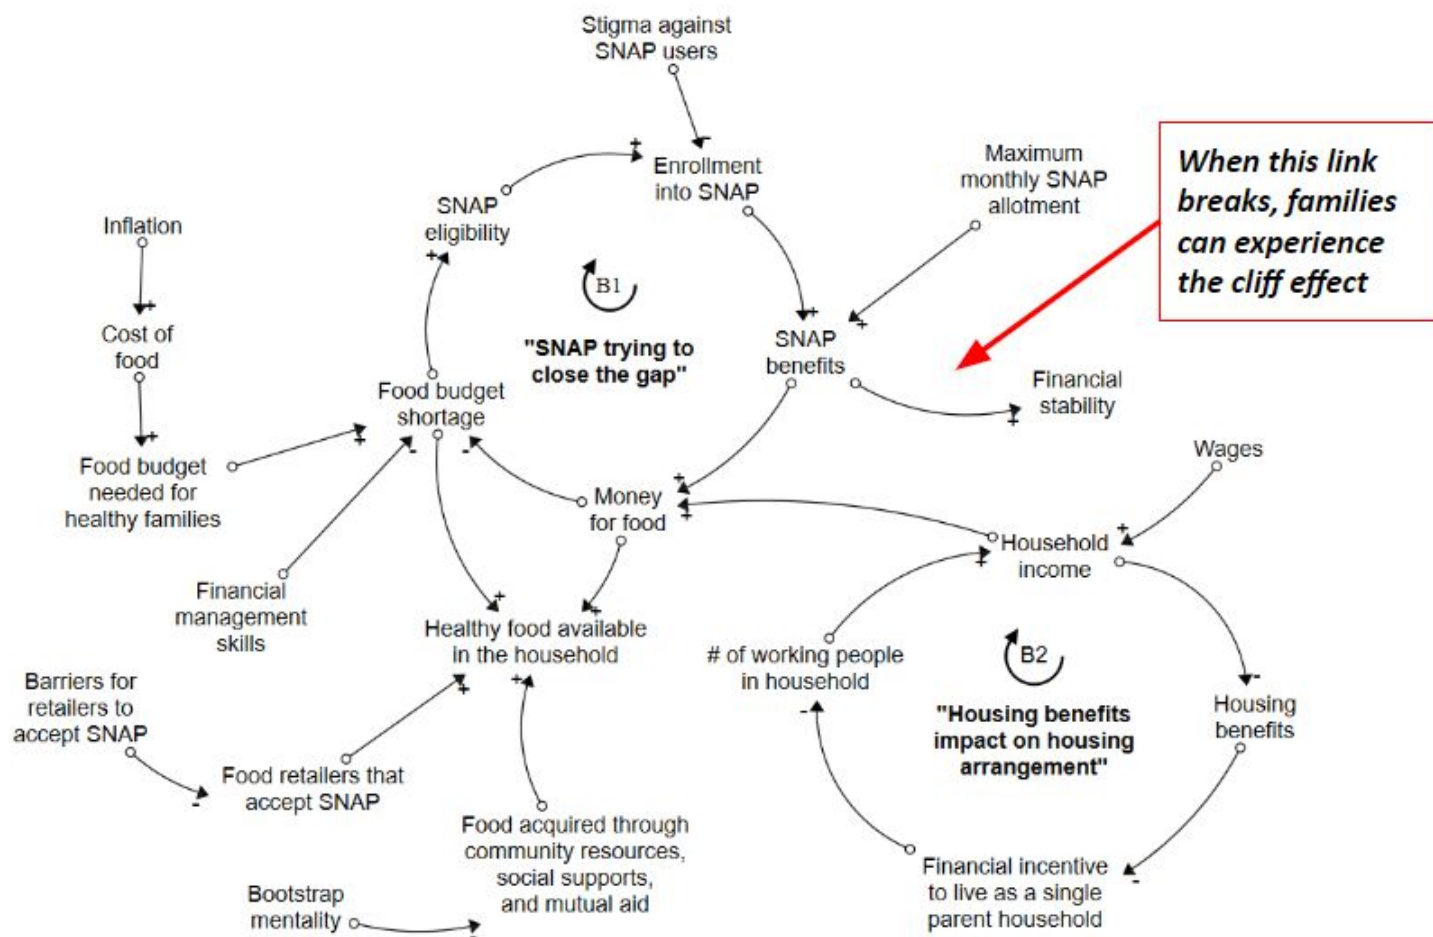 Stigma against
SNAP users
Enrollment
into SNAP
Maximum
monthly SNAP
allotment
When this link
breaks, families
can experience
the cliff effect
SNAP
eligibility
Inflation
B1
Cost of
food
"SNAP trying to
close the gap"
SNAP
benefits
Financial
stability
Food budget
shortage
Wages
Food budget
needed for
healthy families
Money
for food
Household
income
Financial
management
skills
Healthy food available
in the household
# of working people
in household
B2
Barriers for
retailers to
accept SNAP
"Housing benefits
impact on housing
arrangement"
Housing
benefits
Food retailers that
accept SNAP
Food acquired through
community resources,
social supports,
and mutual aid
Financial incentive
to live as a single
parent household
Bootstrap
mentality